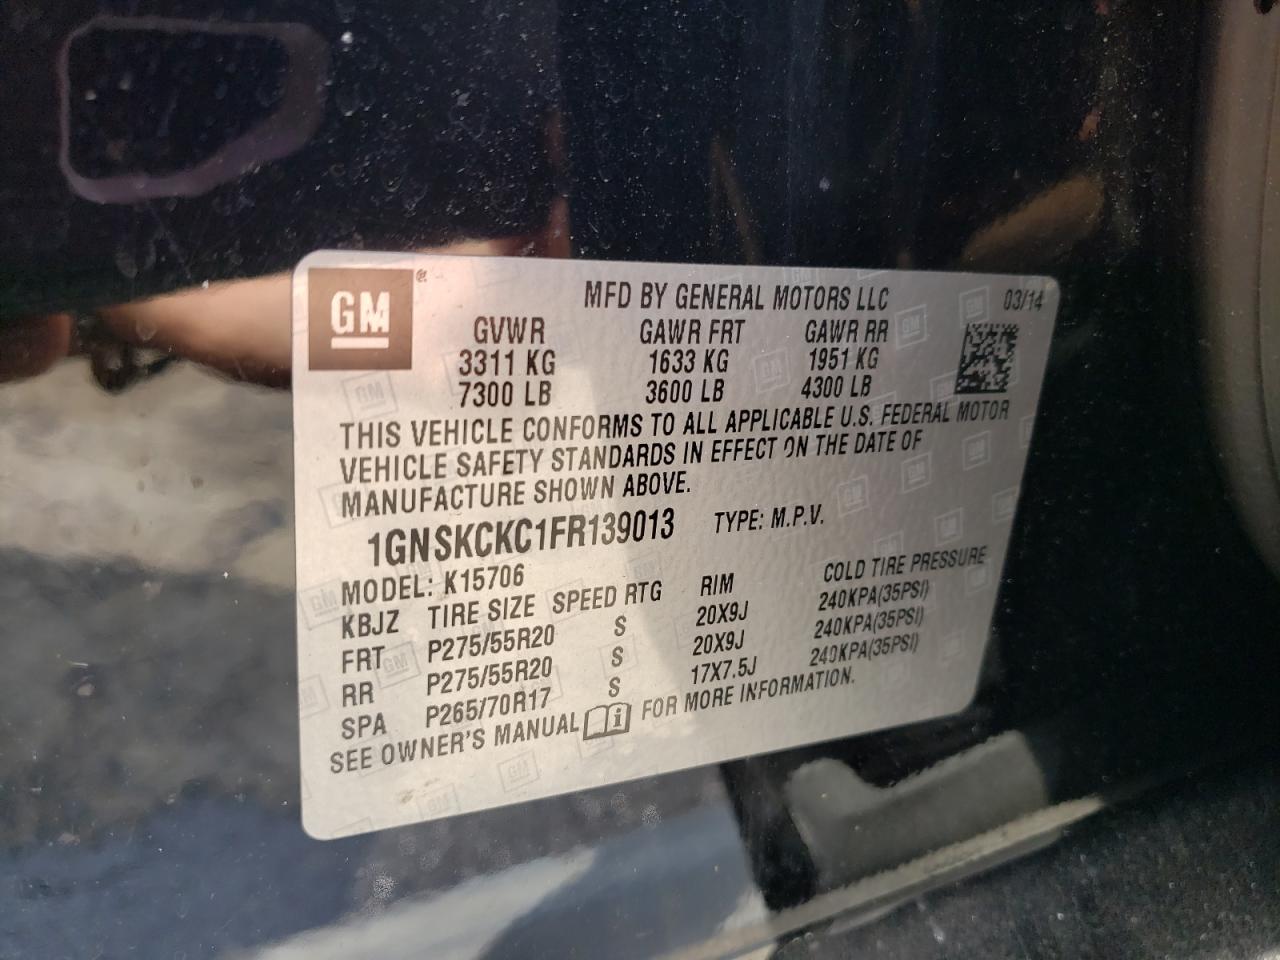 GM ® MFD BY GENERAL MOTORS LLC 03/14
GVWR GAWR FRT GAWR RR
3311 KG 1633 KG 1951 KG
7300 LB 3600 LB 4300 LB
THIS VEHICLE CONFORMS TO ALL APPLICABLE U.S. FEDERAL MOTOR
VEHICLE SAFETY STANDARDS IN EFFECT ON THE DATE OF
MANUFACTURE SHOWN ABOVE.
1GNSKCKC1FR139013 TYPE: M.P.V.
MODEL: K15706
KBJZ TIRE SIZE SPEED RTG RIM COLD TIRE PRESSURE
FRT P275/55R20 S 20X9J 240KPA(35PSI)
RR P275/55R20 S 20X9J 240KPA(35PSI)
SPA P265/70R17 S 17X7.5J 240KPA(35PSI)
SEE OWNER'S MANUAL FOR MORE INFORMATION.